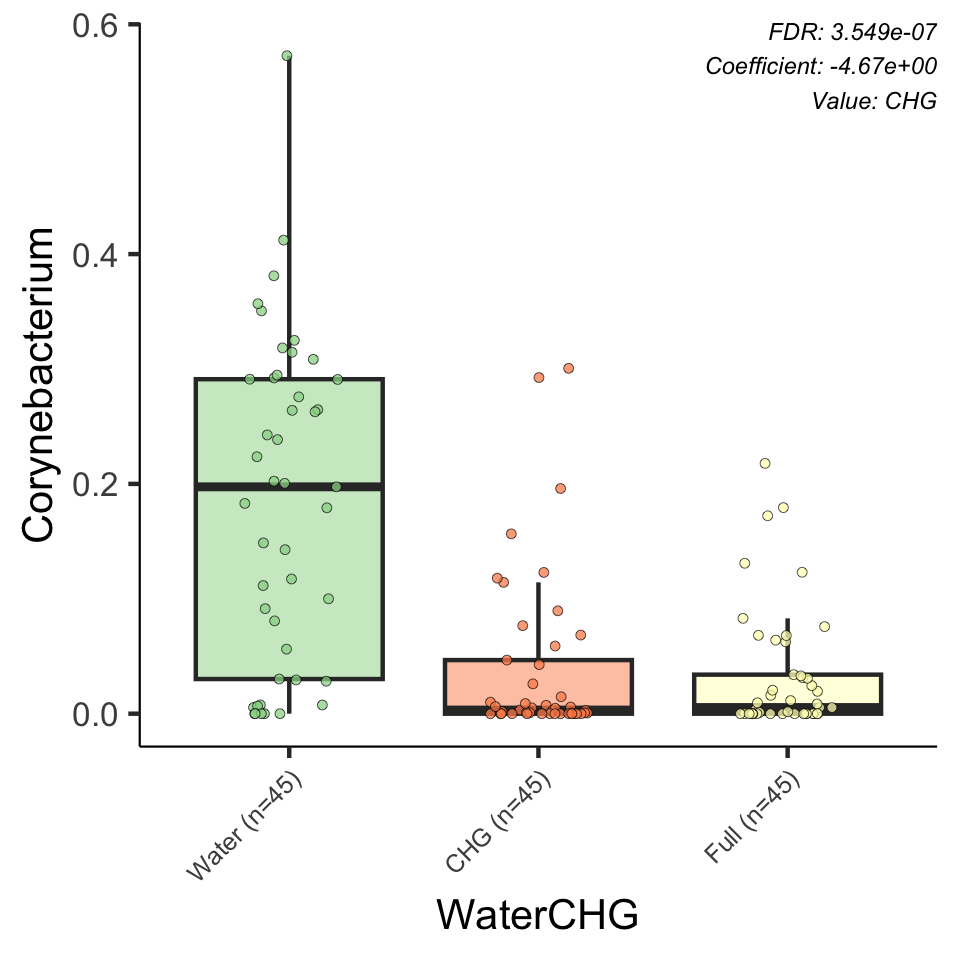 FDR: 3.549e-07
Coefficient: -4.67e+00
Value: CHG
0.6
0.4
0.2
0.0
Corynebacterium
Water (n=45)
CHG (n=45)
Full (n=45)
WaterCHG